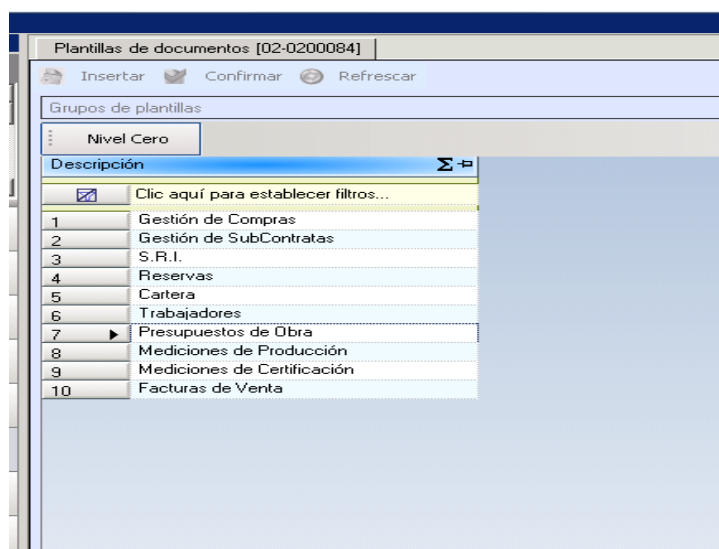 Plantillas de documentos [02-0200084]
Insertar Confirmar Refrescar
Grupos de plantillas
Nivel Cero
Descripción Σ
Clic aquí para establecer filtros...
1 Gestión de Compras
2 Gestión de SubContratas
3 S.R.I.
4 Reservas
5 Cartera
6 Trabajadores
7 Presupuestos de Obra
8 Mediciones de Producción
9 Mediciones de Certificación
10 Facturas de Venta